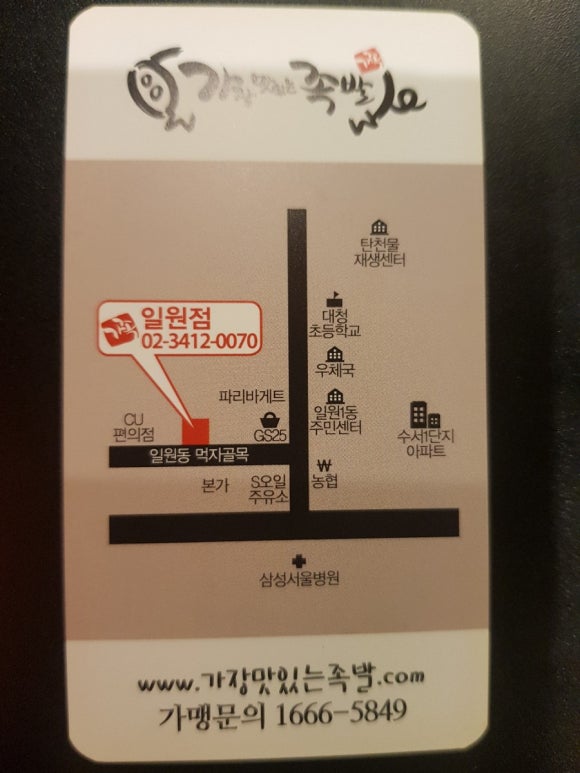 가장맛있는족발
탄천물
재생센터
대청
초등학교
일원점
02-3412-0070
우체국
파리바게트
일원1동
주민센터
CU
편의점
GS25
수서1단지
아파트
일원동 먹자골목
본가
S오일
주유소
₩
농협
삼성서울병원
www.가장맛있는족발.com
가맹문의 1666-5849